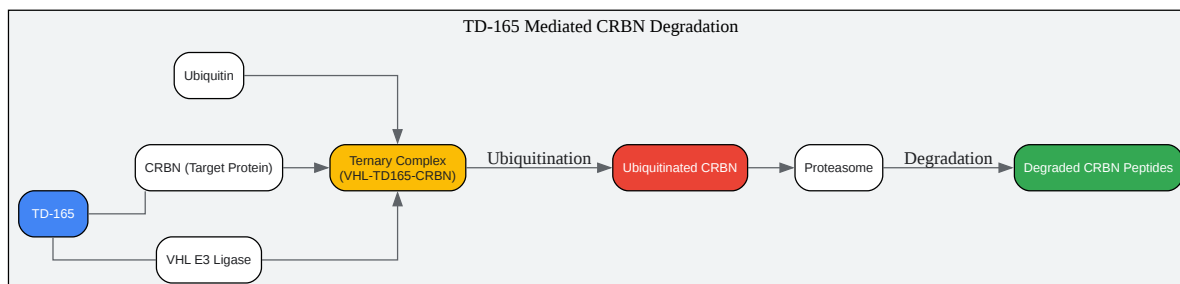 TD-165 Mediated CRBN Degradation
Ubiquitin
CRBN (Target Protein)
TD-165
VHL E3 Ligase
Ternary Complex
(VHL-TD165-CRBN)
Ubiquitination
Ubiquitinated CRBN
Proteasome
Degradation
Degraded CRBN Peptides